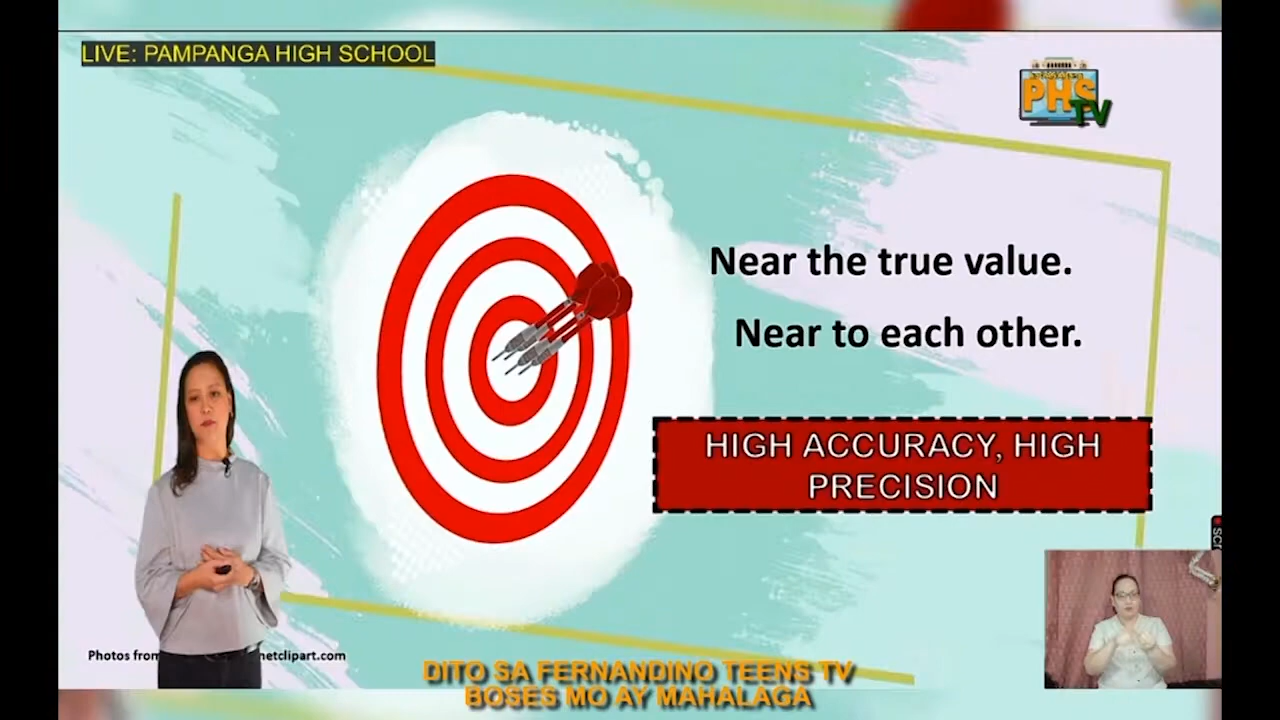 LIVE: PAMPANGA HIGH SCHOOL
PHS
TV
Near the true value.
Near to each other.
HIGH ACCURACY, HIGH
PRECISION
Photos from
netclipart.com
DITO SA FERNANDINO TEENS TV
BOSES MO AY MAHALAGA